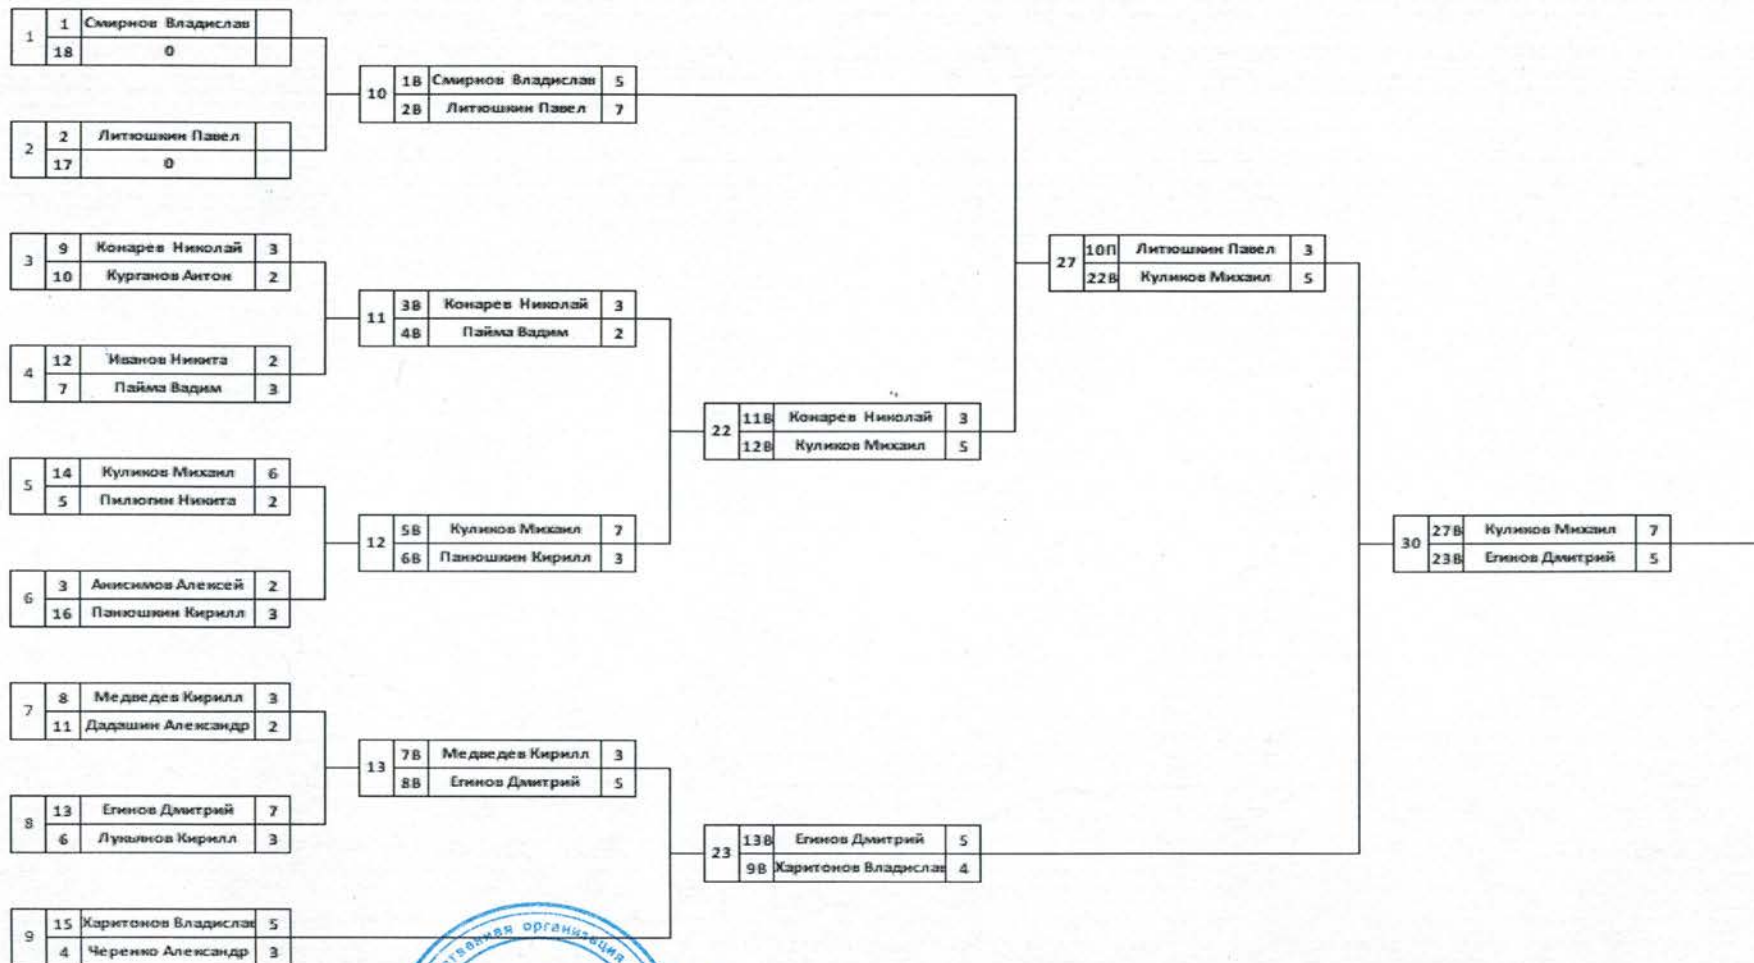 1 1 Смирнов Владислав
18 0
2 2 Литюшкин Павел
17 0
3 9 Конарев Николай 3
10 Курганов Антон 2
4 12 Иванов Никита 2
7 Пайма Вадим 3
5 14 Куликов Михаил 6
5 Пилюгин Никита 2
6 3 Анисимов Алексей 2
16 Панюшкин Кирилл 3
7 8 Медведев Кирилл 3
11 Дадашин Александр 2
8 13 Егинов Дмитрий 7
6 Лукьянов Кирилл 3
9 15 Харитонов Владислав 5
4 Черенко Александр 3
10 1В Смирнов Владислав 5
2В Литюшкин Павел 7
11 3В Конарев Николай 3
4В Пайма Вадим 2
12 5В Куликов Михаил 7
6В Панюшкин Кирилл 3
13 7В Медведев Кирилл 3
8В Егинов Дмитрий 5
22 11В Конарев Николай 3
12В Куликов Михаил 5
23 13В Егинов Дмитрий 5
9В Харитонов Владислав 4
27 10П Литюшкин Павел 3
22В Куликов Михаил 5
30 27В Куликов Михаил 7
23В Егинов Дмитрий 5
организация